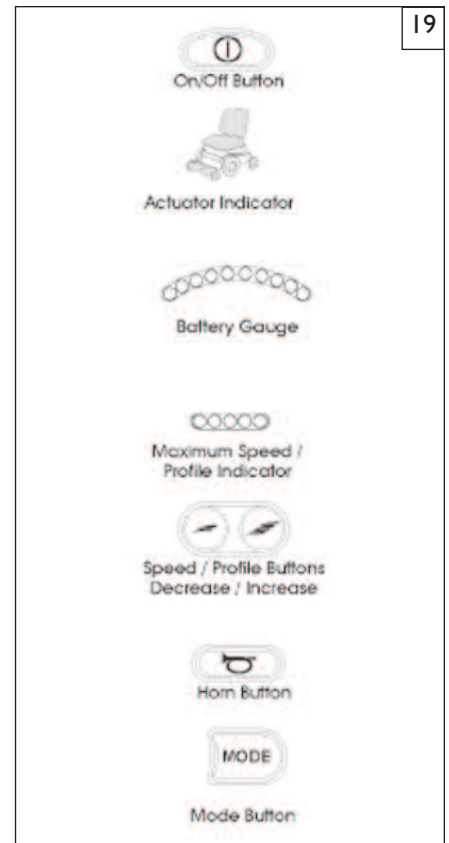 19
On/Off Button
Actuator Indicator
Battery Gauge
Maximum Speed /
Profile Indicator
Speed / Profile Buttons
Decrease / Increase
Horn Button
MODE
Mode Button